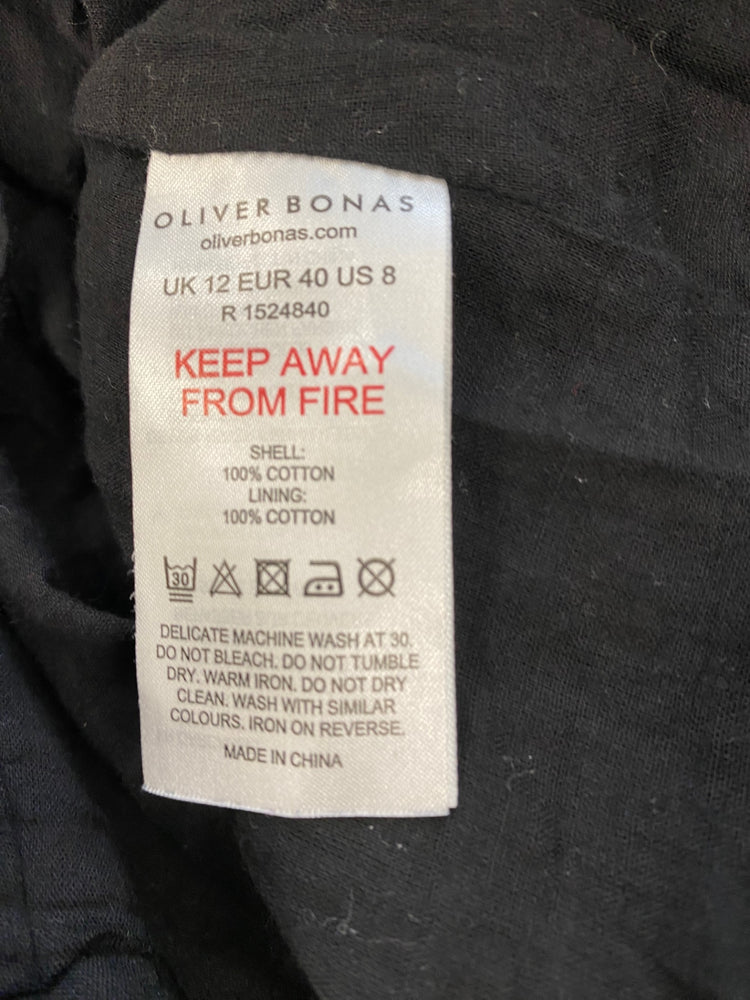 OLIVER BONAS
oliverbonas.com
UK 12 EUR 40 US 8
R 1524840
KEEP AWAY
FROM FIRE
SHELL:
100% COTTON
LINING:
100% COTTON
30
DELICATE MACHINE WASH AT 30.
DO NOT BLEACH. DO NOT TUMBLE
DRY. WARM IRON. DO NOT DRY
CLEAN. WASH WITH SIMILAR
COLOURS. IRON ON REVERSE.
MADE IN CHINA